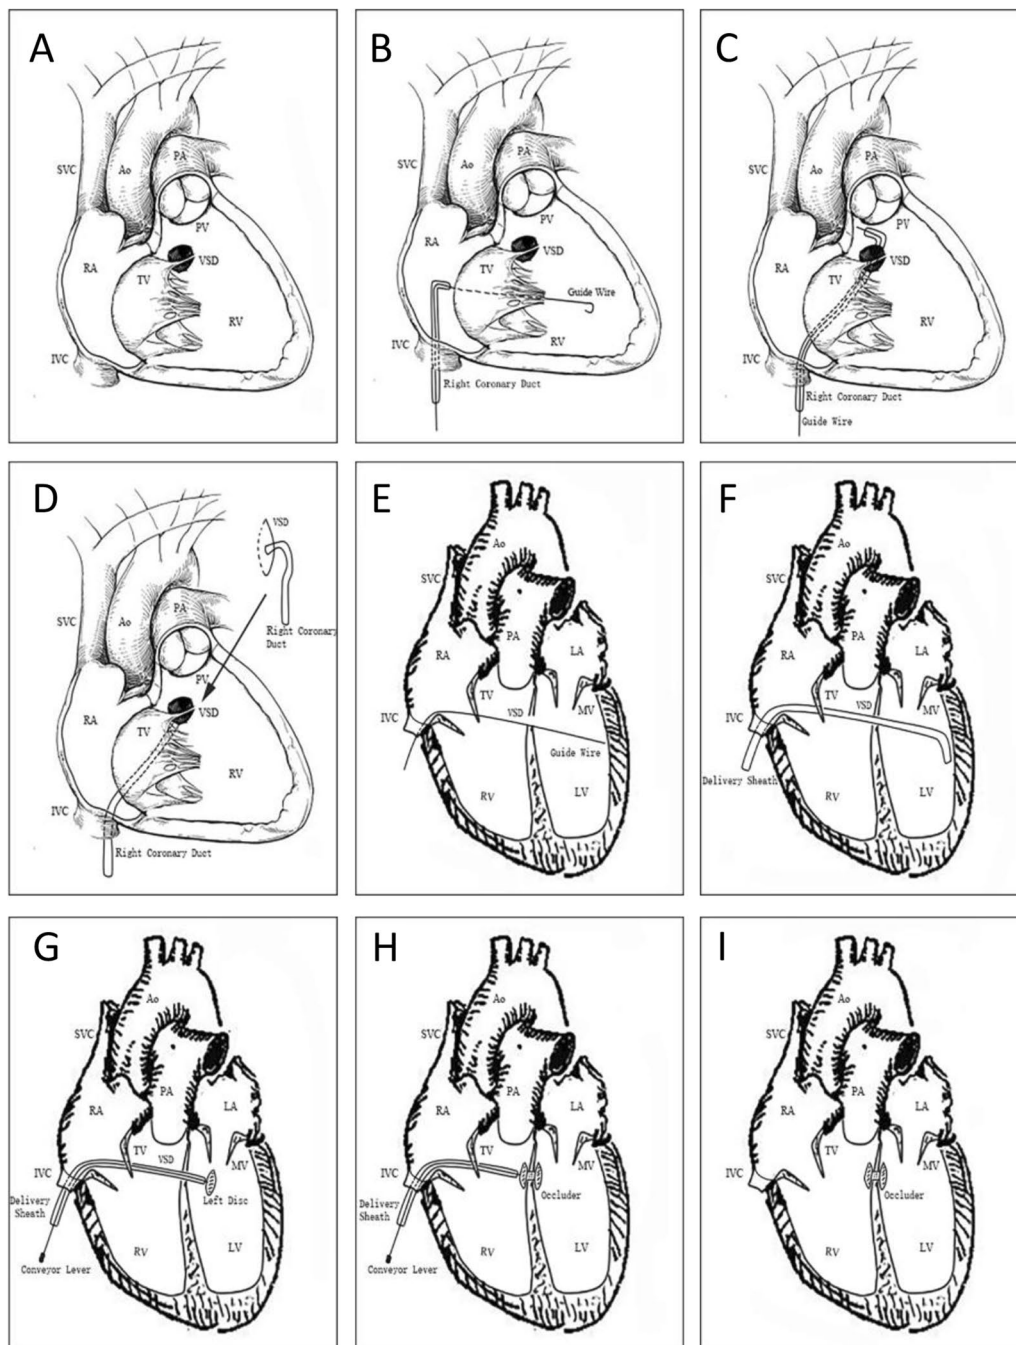 A
SVC
Ao
PA
PV
RA
TV
VSD
RV
IVC
B
SVC
Ao
PA
PV
RA
TV
VSD
Guide Wire
RV
IVC
Right Coronary Duct
C
SVC
Ao
PA
PV
RA
TV
VSD
RV
IVC
Right Coronary Duct
Guide Wire
D
VSD
Right Coronary
Duct
SVC
Ao
PA
PV
RA
TV
VSD
RV
IVC
Right Coronary Duct
E
Ao
SVC
PA
RA
LA
TV
IVC
VSD
MV
Guide Wire
RV
LV
F
Ao
SVC
PA
RA
LA
TV
IVC
VSD
MV
Delivery Sheath
RV
LV
G
Ao
SVC
PA
RA
LA
TV
VSD
IVC
MV
Delivery
Sheath
Left Disc
RV
LV
Conveyor Lever
H
Ao
SVC
PA
RA
LA
TV
IVC
MV
Delivery
Sheath
Occluder
RV
LV
Conveyor Lever
I
Ao
SVC
PA
RA
LA
TV
IVC
MV
Occluder
RV
LV